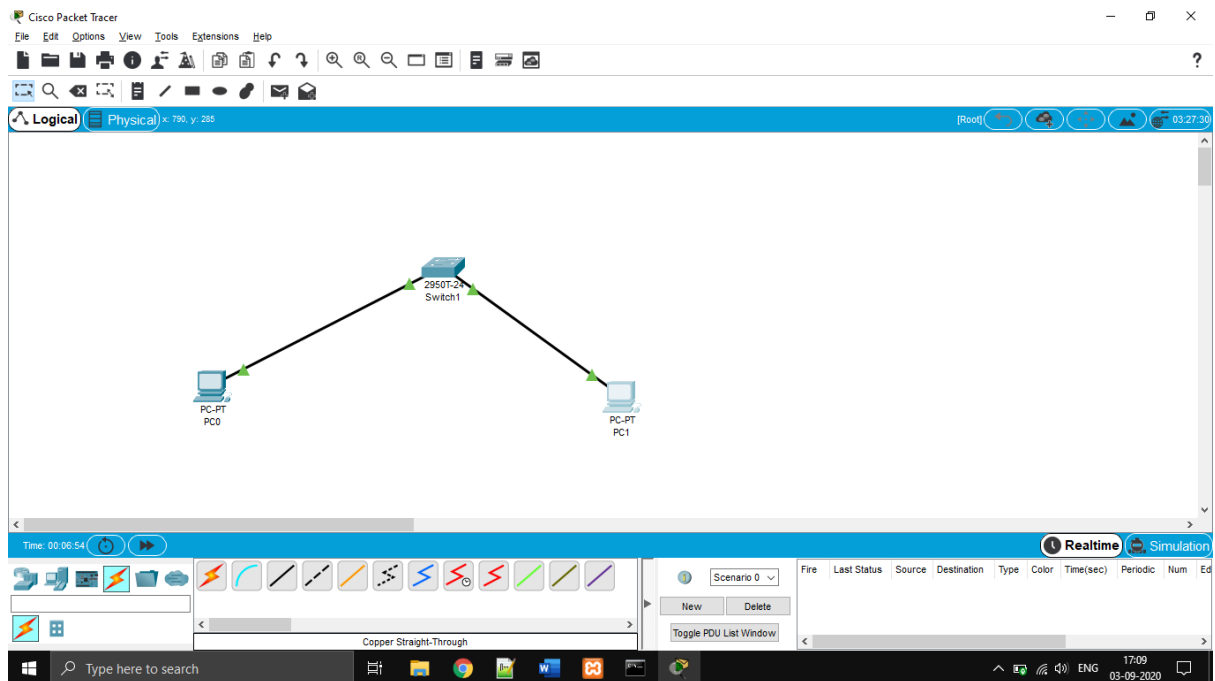 Cisco Packet Tracer
File Edit Options View Tools Extensions Help
?
Logical Physical x: 790, y: 285 [Root] 03:27:30
2950T-24
Switch1
PC-PT
PC0
PC-PT
PC1
Time: 00:06:54 Realtime Simulation
Scenario 0
New Delete
Toggle PDU List Window
Fire Last Status Source Destination Type Color Time(sec) Periodic Num Ed
Copper Straight-Through
Type here to search
ENG
17:09
03-09-2020